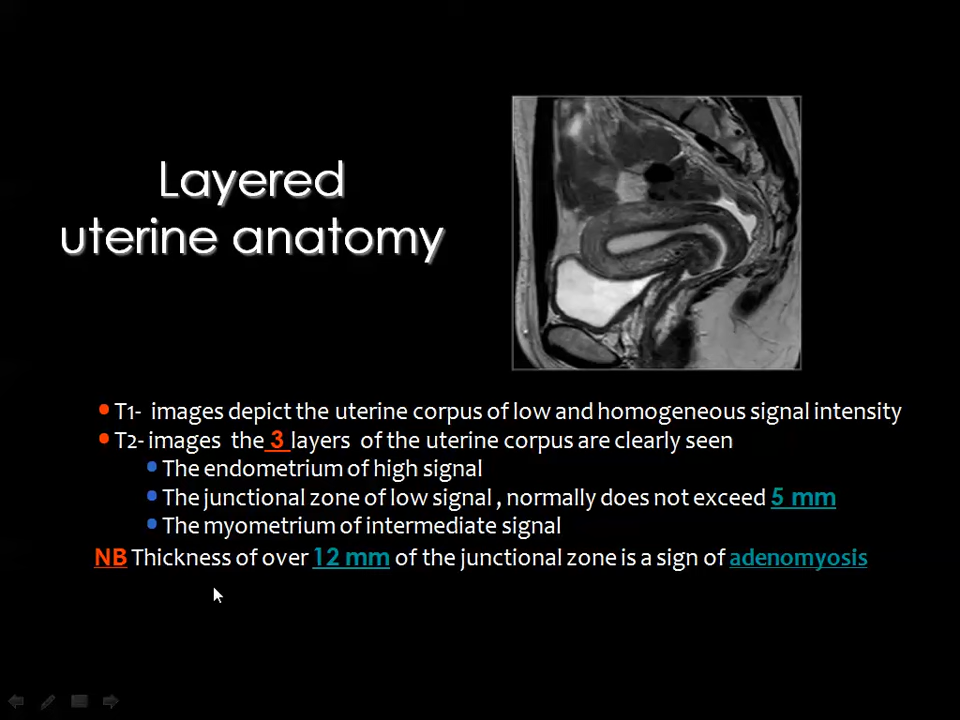 Layered
uterine anatomy
• T1- images depict the uterine corpus of low and homogeneous signal intensity
• T2- images the 3 layers of the uterine corpus are clearly seen
• The endometrium of high signal
• The junctional zone of low signal , normally does not exceed 5 mm
• The myometrium of intermediate signal
NB Thickness of over 12 mm of the junctional zone is a sign of adenomyosis